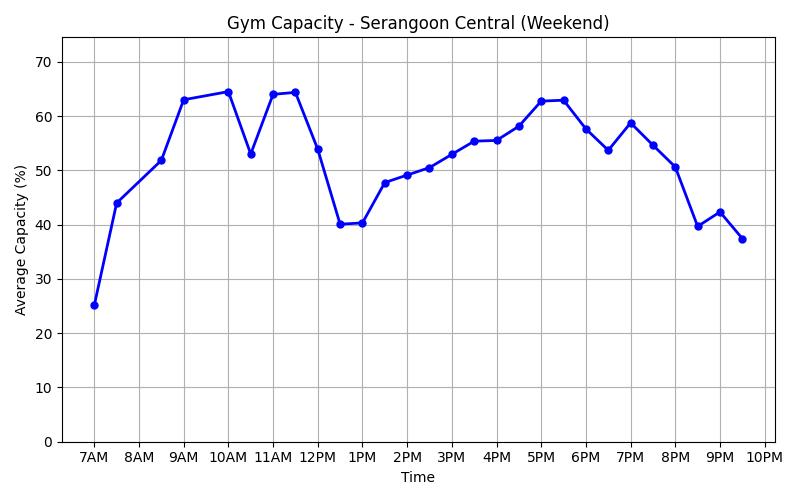 Gym Capacity - Serangoon Central (Weekend)
Average Capacity (%)
70
60
50
40
30
20
10
0
7AM 8AM 9AM 10AM 11AM 12PM 1PM 2PM 3PM 4PM 5PM 6PM 7PM 8PM 9PM 10PM
Time